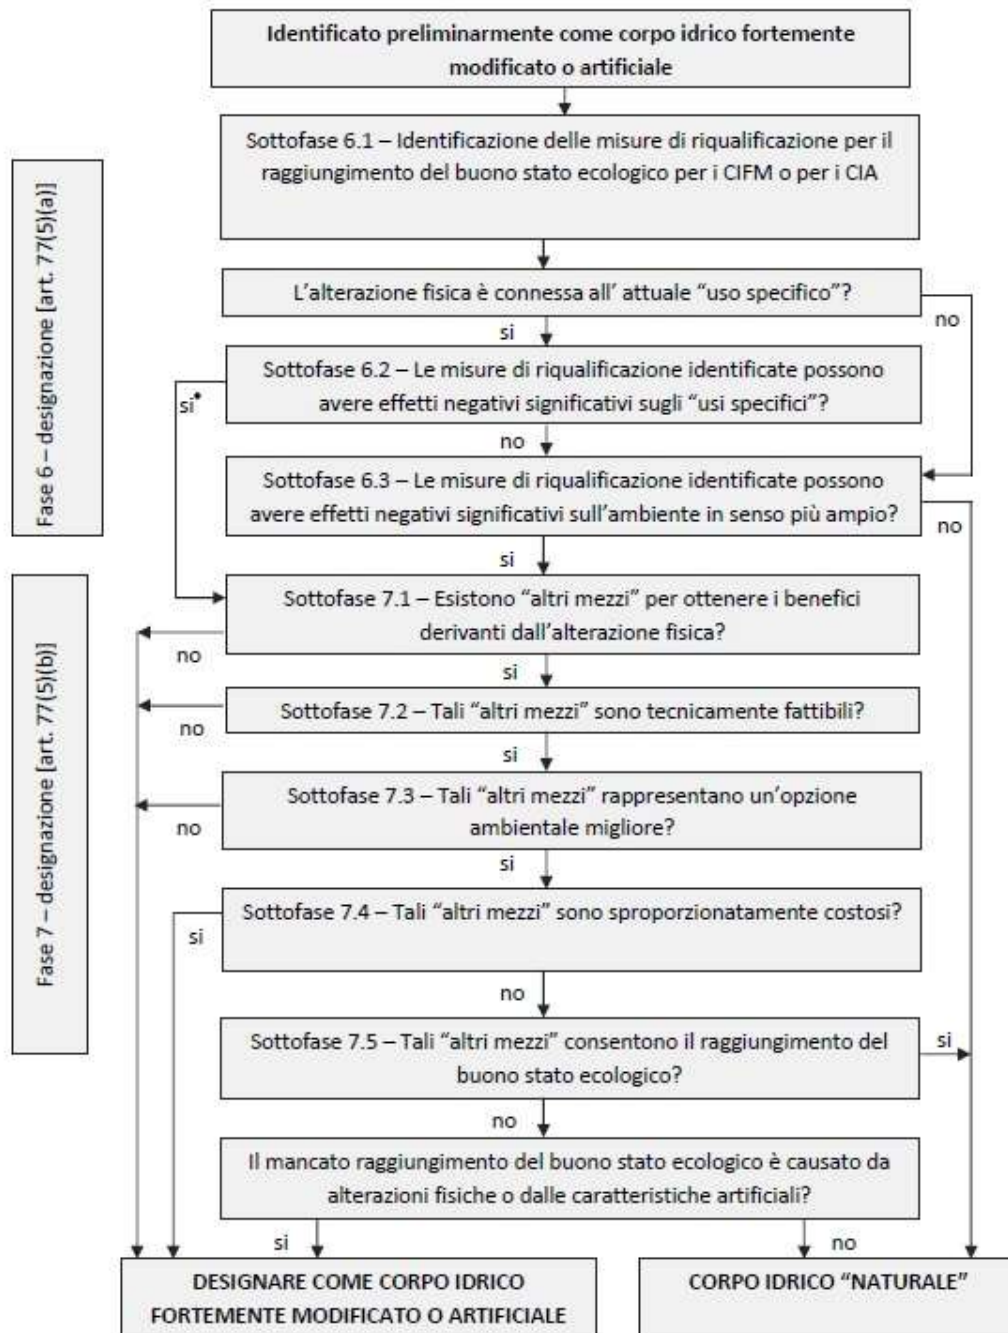 Identificato preliminarmente come corpo idrico fortemente
modificato o artificiale
Sottofase 6.1 – Identificazione delle misure di riqualificazione per il
raggiungimento del buono stato ecologico per i CIFM o per i CIA
Fase 6 – designazione [art. 77(5)(a)]
L'alterazione fisica è connessa all' attuale “uso specifico”?
no
si
Sottofase 6.2 – Le misure di riqualificazione identificate possono
avere effetti negativi significativi sugli “usi specifici”?
si*
no
Sottofase 6.3 – Le misure di riqualificazione identificate possono
avere effetti negativi significativi sull'ambiente in senso più ampio?
no
si
Fase 7 – designazione [art. 77(5)(b)]
Sottofase 7.1 – Esistono “altri mezzi” per ottenere i benefici
derivanti dall'alterazione fisica?
no
si
Sottofase 7.2 – Tali “altri mezzi” sono tecnicamente fattibili?
no
si
Sottofase 7.3 – Tali “altri mezzi” rappresentano un'opzione
ambientale migliore?
no
si
Sottofase 7.4 – Tali “altri mezzi” sono sproporzionatamente costosi?
si
no
Sottofase 7.5 – Tali “altri mezzi” consentono il raggiungimento del
buono stato ecologico?
si
no
Il mancato raggiungimento del buono stato ecologico è causato da
alterazioni fisiche o dalle caratteristiche artificiali?
si
no
DESIGNARE COME CORPO IDRICO
FORTEMENTE MODIFICATO O ARTIFICIALE
CORPO IDRICO “NATURALE”